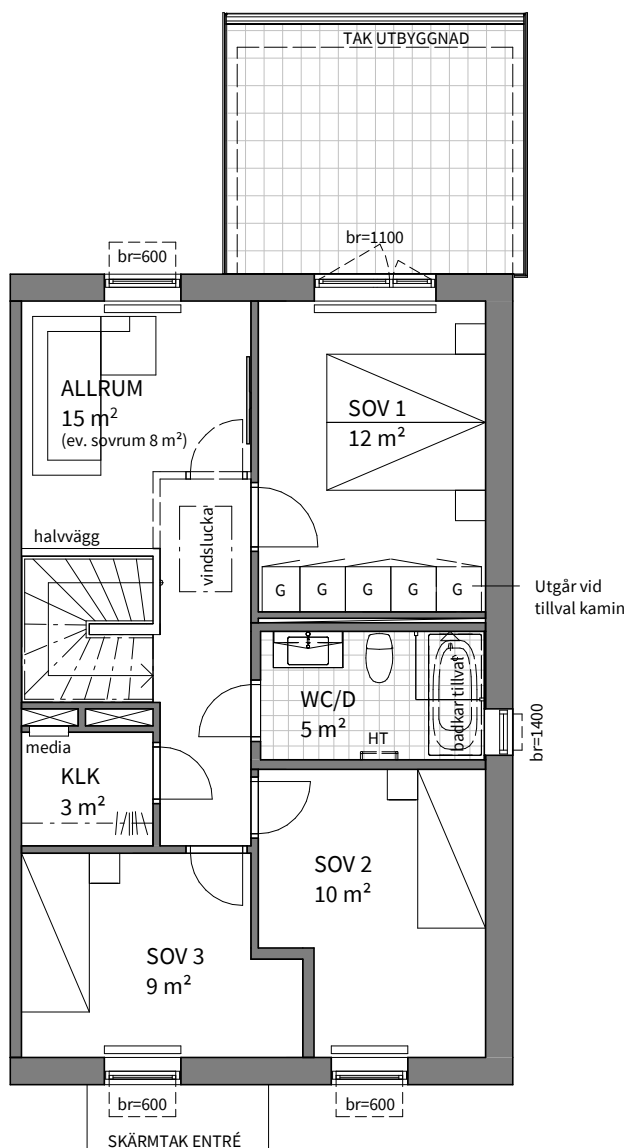 TAK UTBYGGNAD
br=600
br=1100
ALLRUM
15 m²
(ev. sovrum 8 m²)
SOV 1
12 m²
vindslucka
halvvägg
G G G G G
Utgår vid
tillval kamin
WC/D
5 m²
HT
badkar tillval
br=1400
media
KLK
3 m²
SOV 2
10 m²
SOV 3
9 m²
br=600
br=600
SKÄRMTAK ENTRÉ